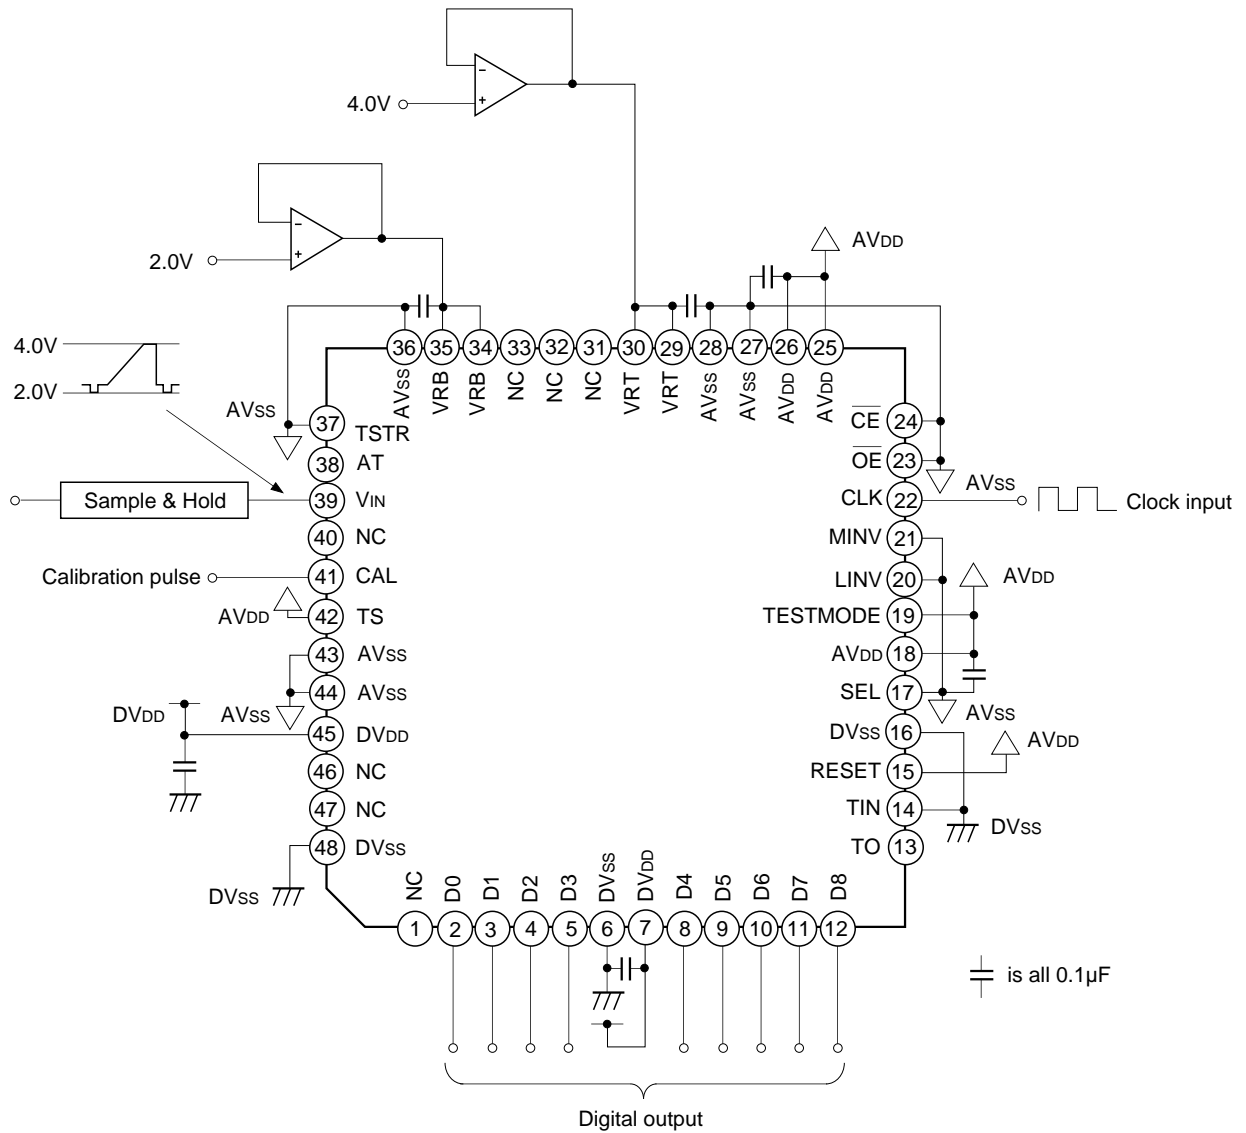 4.0V
2.0V
AVDD
36 35 34 33 32 31 30 29 28 27 26 25
AVSS VRB VRB NC NC NC VRT VRT AVSS AVSS AVDD AVDD
4.0V
2.0V
AVSS
37 TSTR
38 AT
Sample & Hold
39 VIN
40 NC
Calibration pulse
41 CAL
AVDD
42 TS
43 AVSS
44 AVSS
AVSS
DVDD
45 DVDD
46 NC
47 NC
48 DVSS
DVSS
CE 24
OE 23
AVSS
CLK 22
Clock input
MINV 21
LINV 20
AVDD
TESTMODE 19
AVDD 18
SEL 17
AVSS
DVSS 16
AVDD
RESET 15
TIN 14
DVSS
TO 13
NC D0 D1 D2 D3 DVSS DVDD D4 D5 D6 D7 D8
1 2 3 4 5 6 7 8 9 10 11 12
is all 0.1µF
Digital output